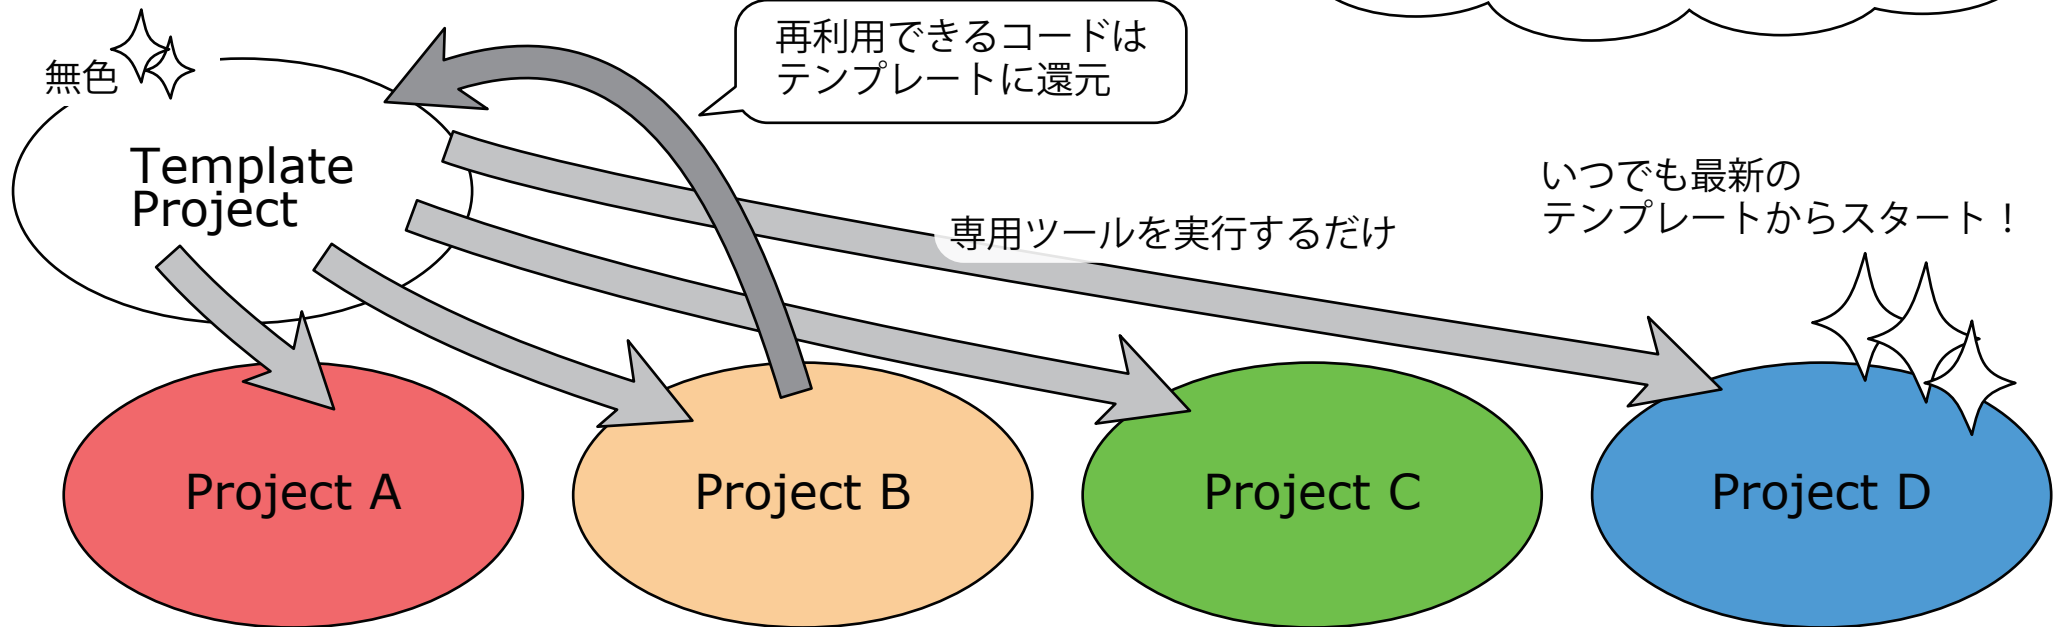 無色
再利用できるコードは
テンプレートに還元
Template
Project
専用ツールを実行するだけ
いつでも最新の
テンプレートからスタート！
Project A
Project B
Project C
Project D